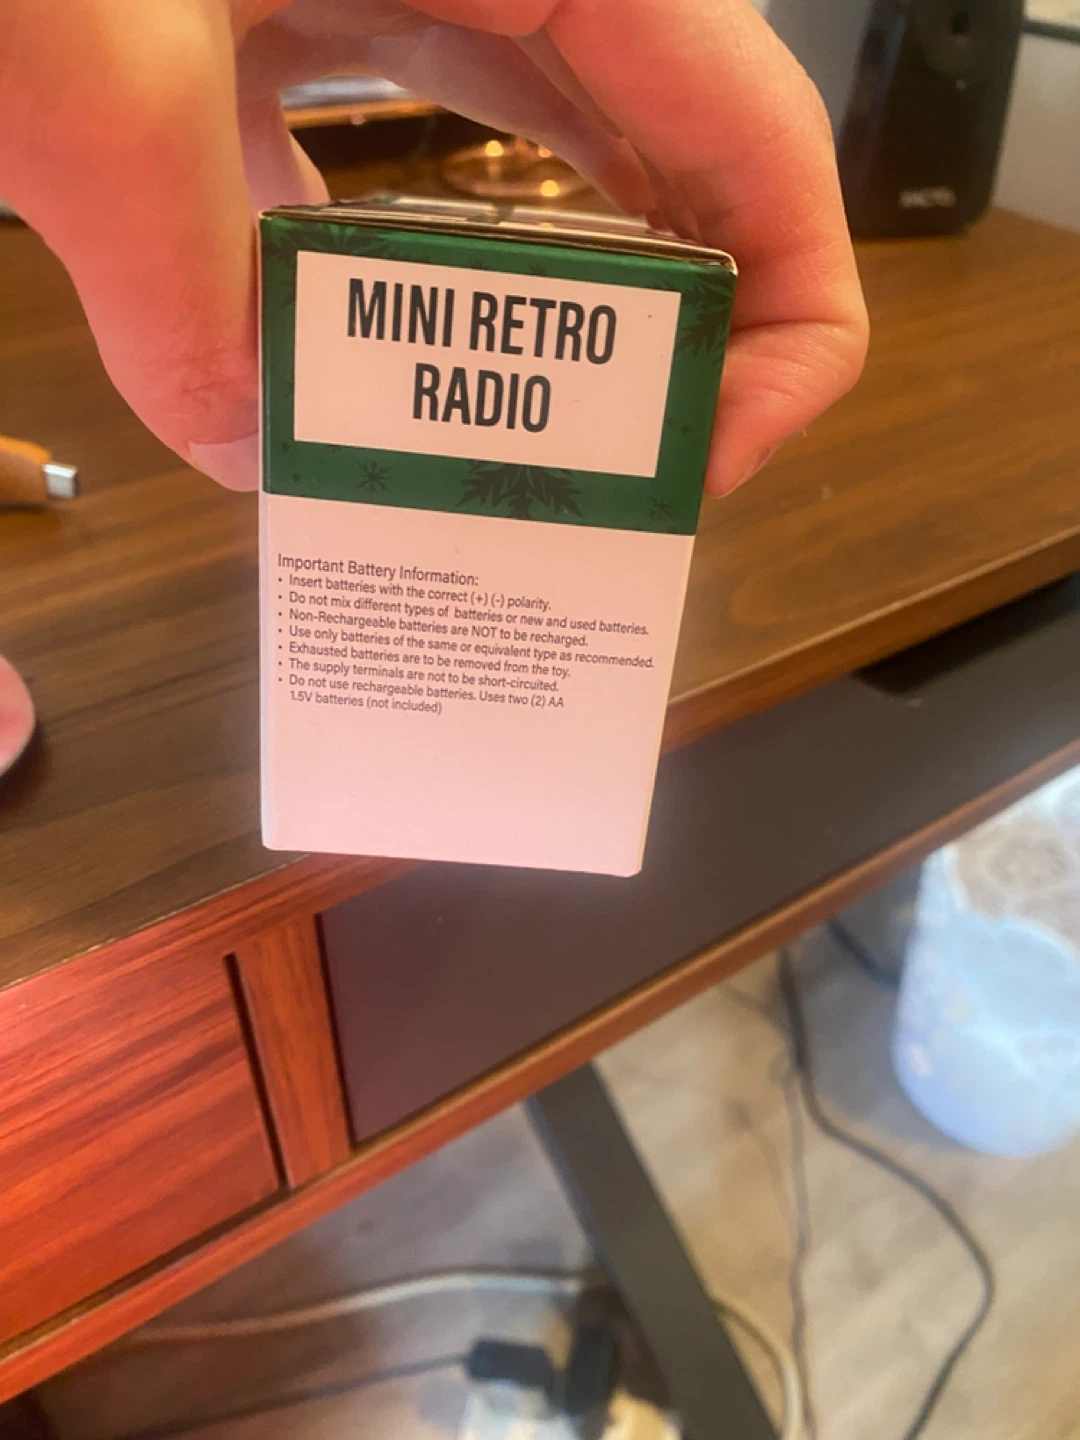 XACTO
MINI RETRO
RADIO
Important Battery Information:
• Insert batteries with the correct (+) (-) polarity.
• Do not mix different types of batteries or new and used batteries.
• Non-Rechargeable batteries are NOT to be recharged.
• Use only batteries of the same or equivalent type as recommended.
• Exhausted batteries are to be removed from the toy.
• The supply terminals are not to be short-circuited.
• Do not use rechargeable batteries. Uses two (2) AA
1.5V batteries (not included)